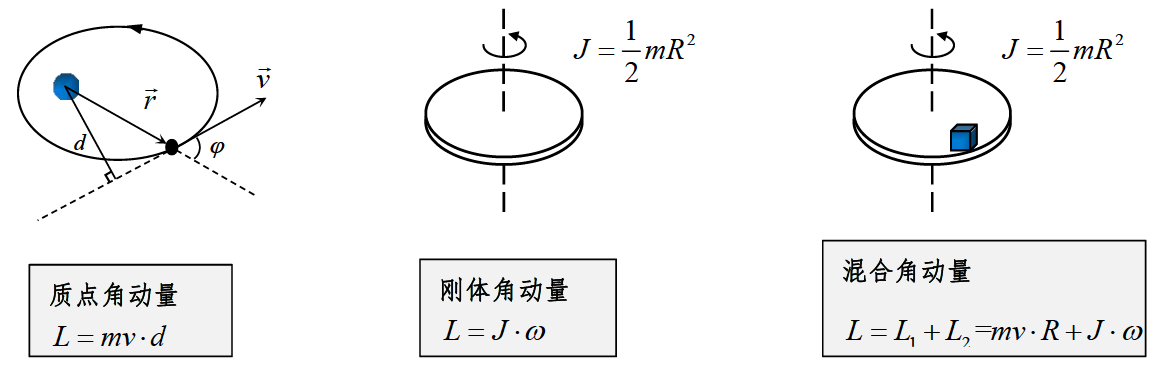 $\vec{v}$
$\vec{r}$
d
φ
质点角动量
$L = mv \cdot d$
$J = \frac{1}{2} mR^2$
刚体角动量
$L = J \cdot \omega$
$J = \frac{1}{2} mR^2$
混合角动量
$L = L_1 + L_2 = mv \cdot R + J \cdot \omega$